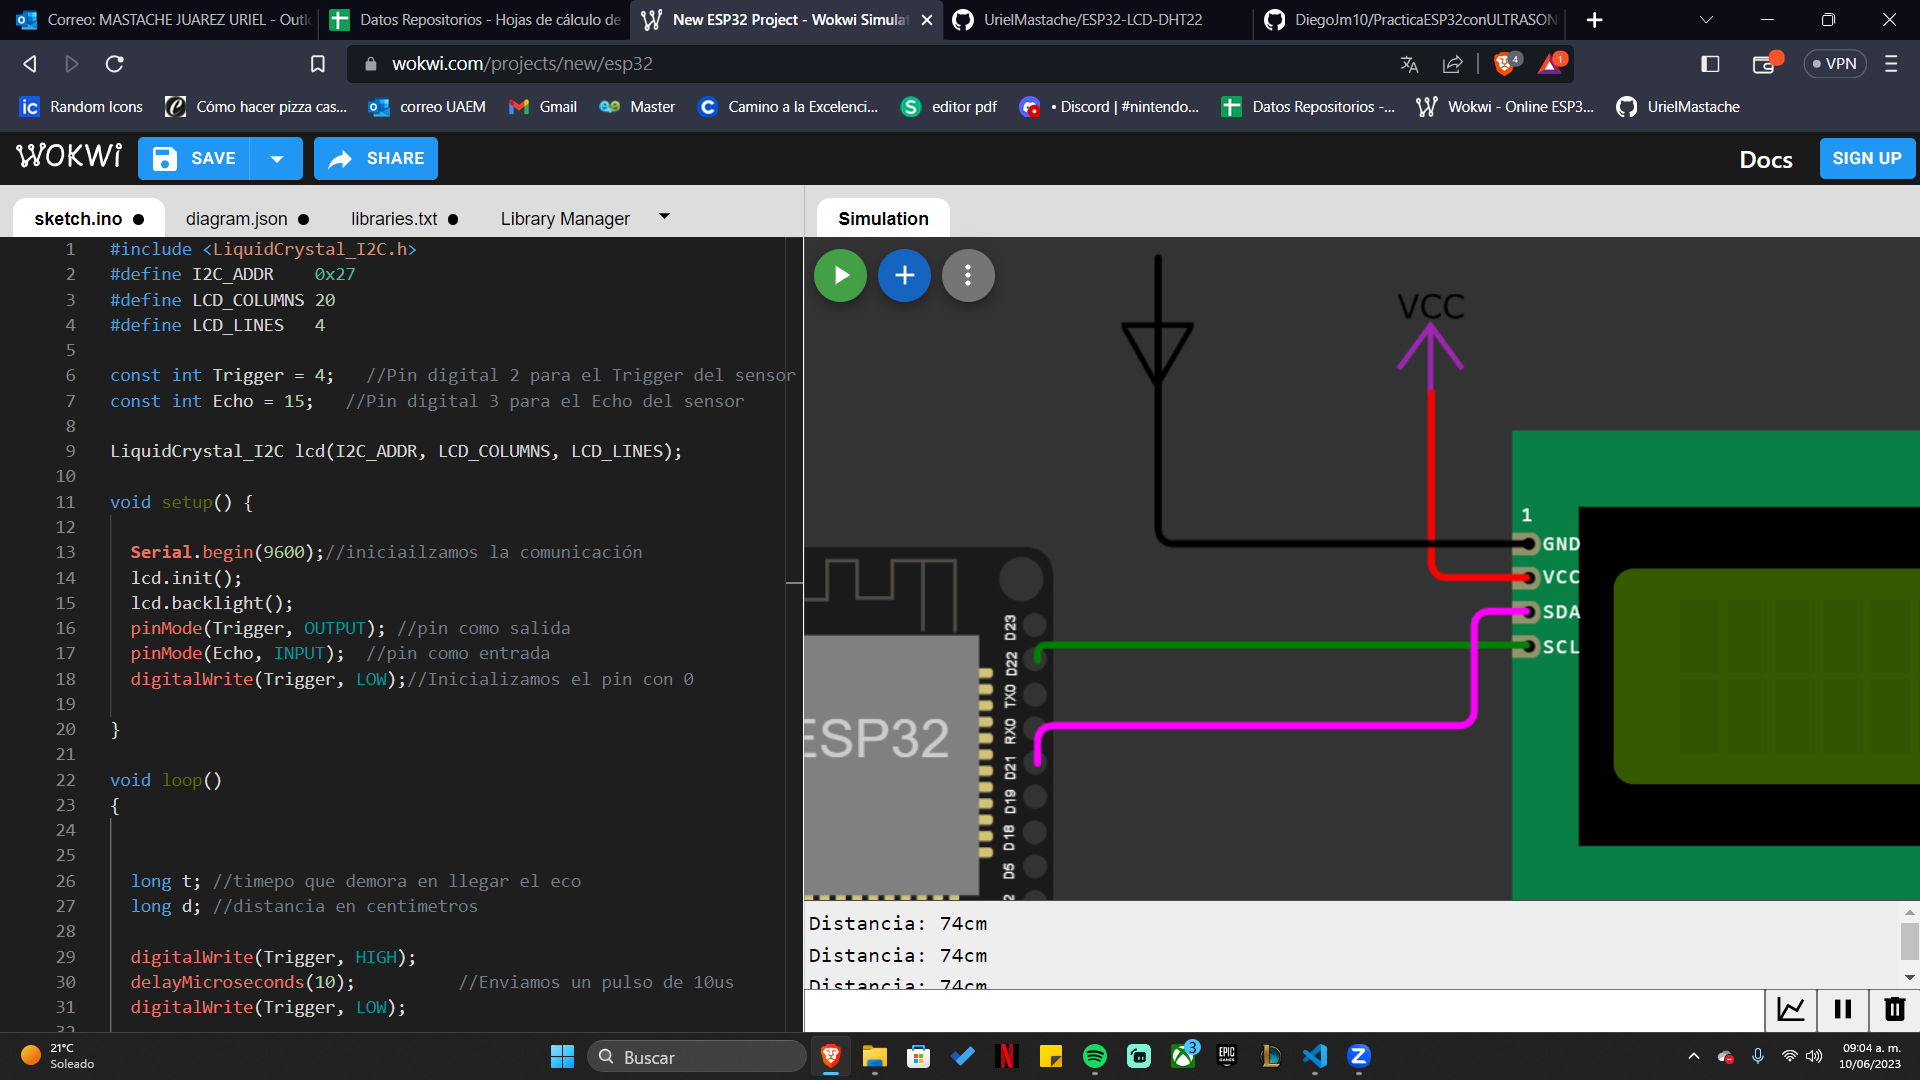 Correo: MASTACHE JUAREZ URIEL - Outl
Datos Repositorios - Hojas de cálculo de
New ESP32 Project - Wokwi Simulat
UrielMastache/ESP32-LCD-DHT22
DiegoJm10/PracticaESP32conULTRASON
wokwi.com/projects/new/esp32
4
1
VPN
Random Icons
Cómo hacer pizza cas...
correo UAEM
Gmail
Master
Camino a la Excelenci...
editor pdf
• Discord | #nintendo...
Datos Repositorios -...
Wokwi - Online ESP3...
UrielMastache
WOKWi
SAVE
SHARE
Docs
SIGN UP
sketch.ino ●
diagram.json ●
libraries.txt ●
Library Manager
Simulation
1 #include <LiquidCrystal_I2C.h>
2 #define I2C_ADDR    0x27
3 #define LCD_COLUMNS 20
4 #define LCD_LINES   4
5
6 const int Trigger = 4;   //Pin digital 2 para el Trigger del sensor
7 const int Echo = 15;   //Pin digital 3 para el Echo del sensor
8
9 LiquidCrystal_I2C lcd(I2C_ADDR, LCD_COLUMNS, LCD_LINES);
10
11 void setup() {
12
13   Serial.begin(9600);//iniciailzamos la comunicación
14   lcd.init();
15   lcd.backlight();
16   pinMode(Trigger, OUTPUT); //pin como salida
17   pinMode(Echo, INPUT);  //pin como entrada
18   digitalWrite(Trigger, LOW);//Inicializamos el pin con 0
19
20 }
21
22 void loop()
23 {
24
25
26   long t; //timepo que demora en llegar el eco
27   long d; //distancia en centimetros
28
29   digitalWrite(Trigger, HIGH);
30   delayMicroseconds(10);          //Enviamos un pulso de 10us
31   digitalWrite(Trigger, LOW);
32
VCC
1
GND
VCC
SDA
SCL
ESP32
D23
D22
TX0
RX0
D21
D19
D18
D5
Distancia: 74cm
Distancia: 74cm
Distancia: 74cm
21°C
Soleado
Buscar
3
EPIC
GAMES
09:04 a. m.
10/06/2023